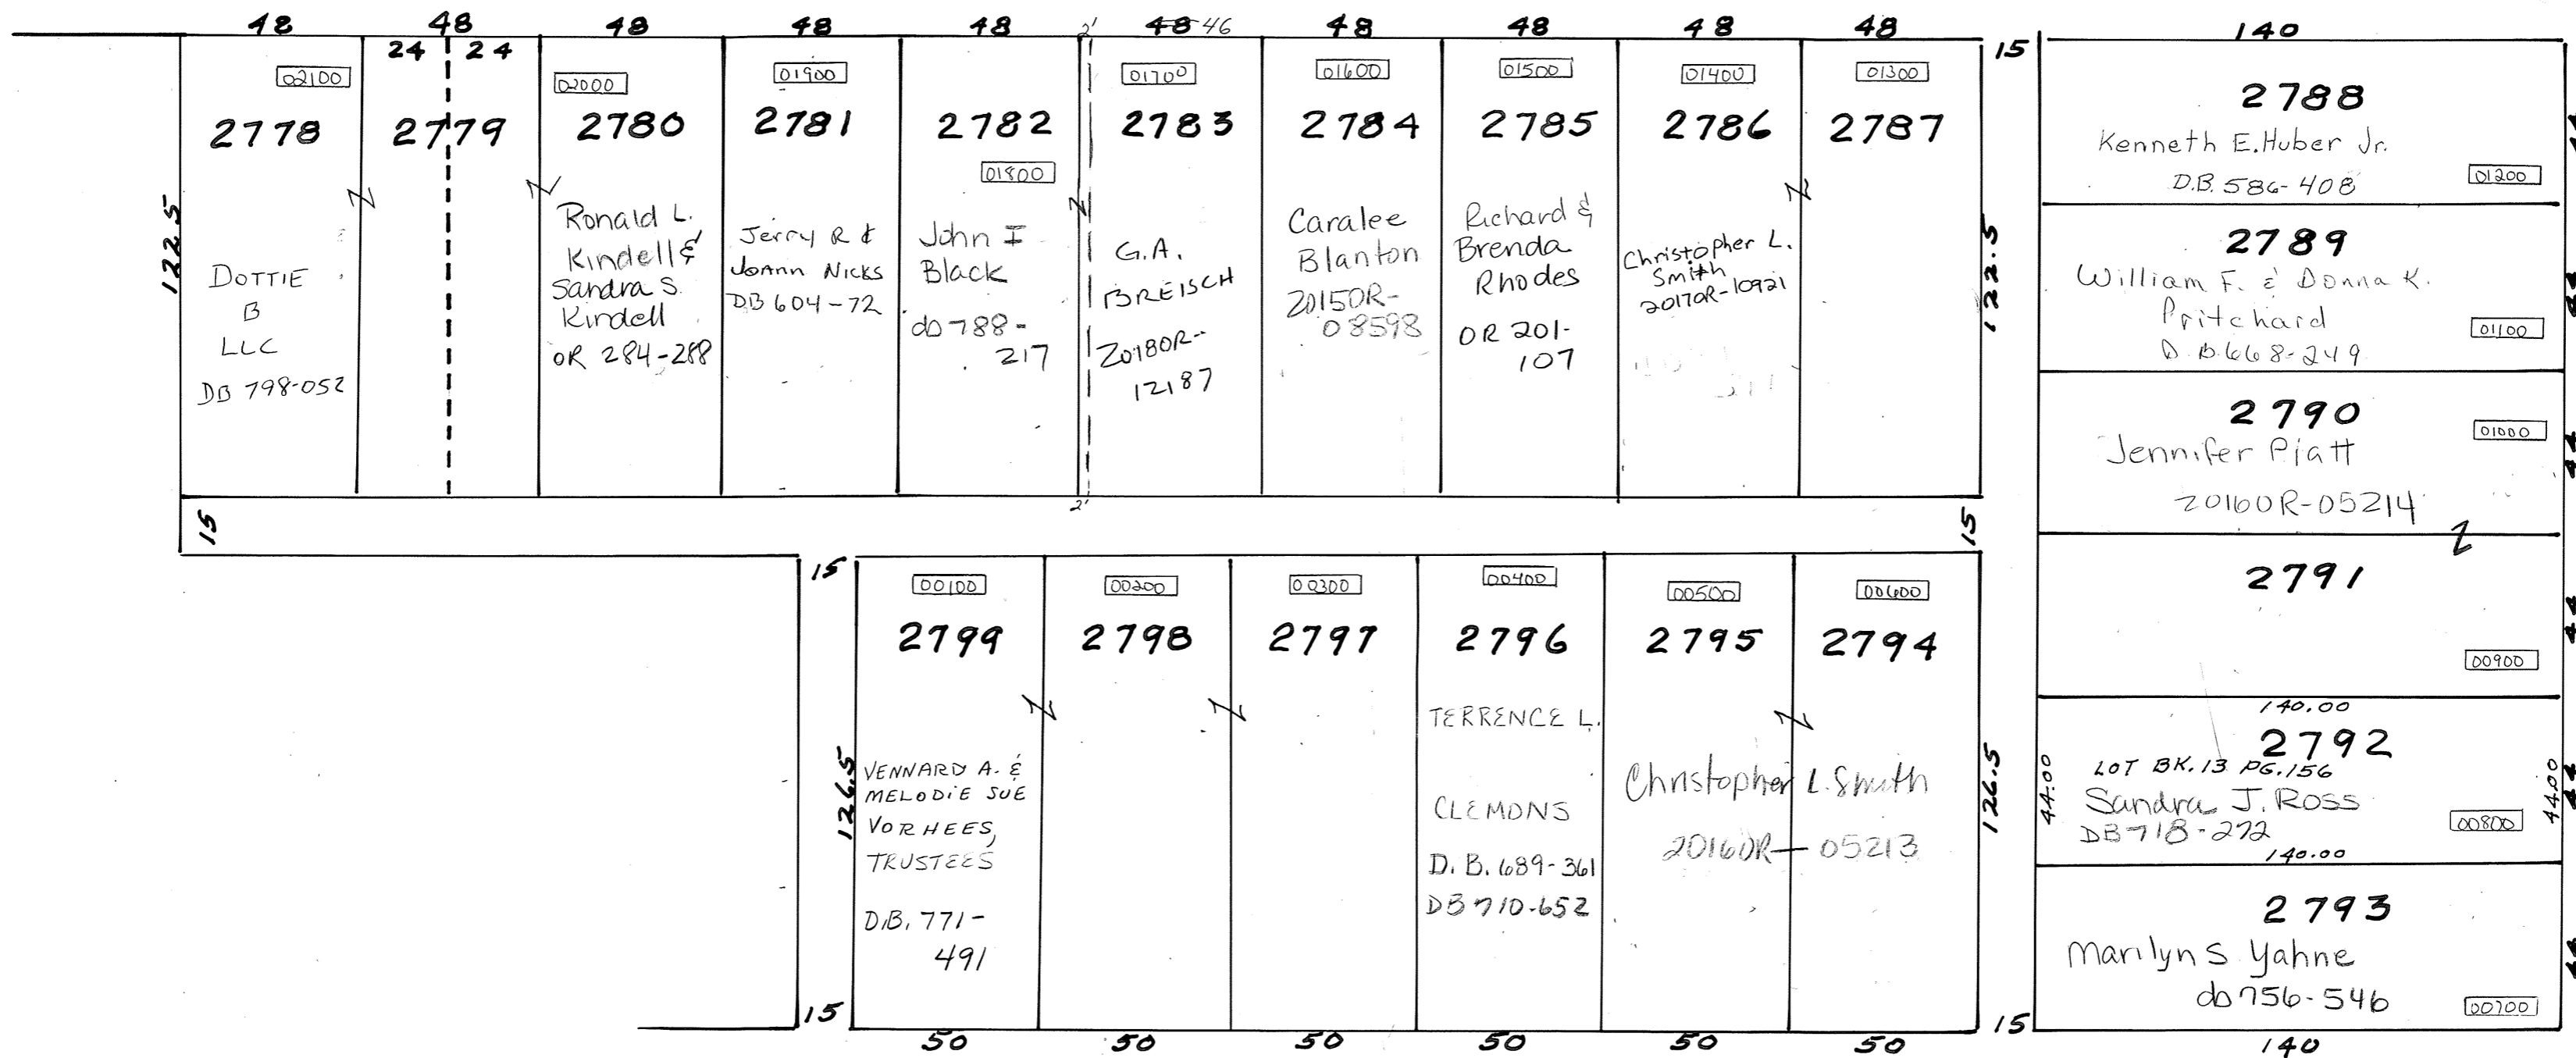 48 48 48 48 48 2' 48 46 48 48 48 48 15 140
24 24
02100
2778
DOTTIE
B
LLC
DB 798-052
2779
02000
2780
Ronald L.
Kindell &
Sandra S.
Kindell
OR 284-288
01900
2781
Jerry R &
JoAnn Nicks
DB 604-72
2782
01800
John I
Black
db 788-
217
01700
2783
G.A.
BREISCH
2018OR-
12187
01600
2784
Caralee
Blanton
2015OR-
08598
01500
2785
Richard &
Brenda
Rhodes
OR 201-
107
01400
2786
Christopher L.
Smith
2017OR-10921
01300
2787
122.5
122.5
2'
15
15
2788
Kenneth E. Huber Jr.
D.B. 586-408
01200
44
2789
William F. & Donna K.
Pritchard
D.B. 668-249
01100
44
2790
01000
Jennifer Piatt
2016OR-05214
44
2791
00900
44
140.00
2792
LOT BK. 13 PG. 156
Sandra J. Ross
DB 718-272
00800
140.00
44.00
44.00
44
2793
Marilyn S Yahne
db 756-546
00700
44
140
15
00100
2799
VENNARD A. &
MELODIE SUE
VORHEES,
TRUSTEES
D.B. 771-
491
00200
2798
00300
2797
00400
2796
TERRENCE L.
CLEMONS
D.B. 689-361
DB 710-652
00500
2795
00600
2794
Christopher L. Smith
2016OR-05213
126.5
126.5
15
15
50 50 50 50 50 50